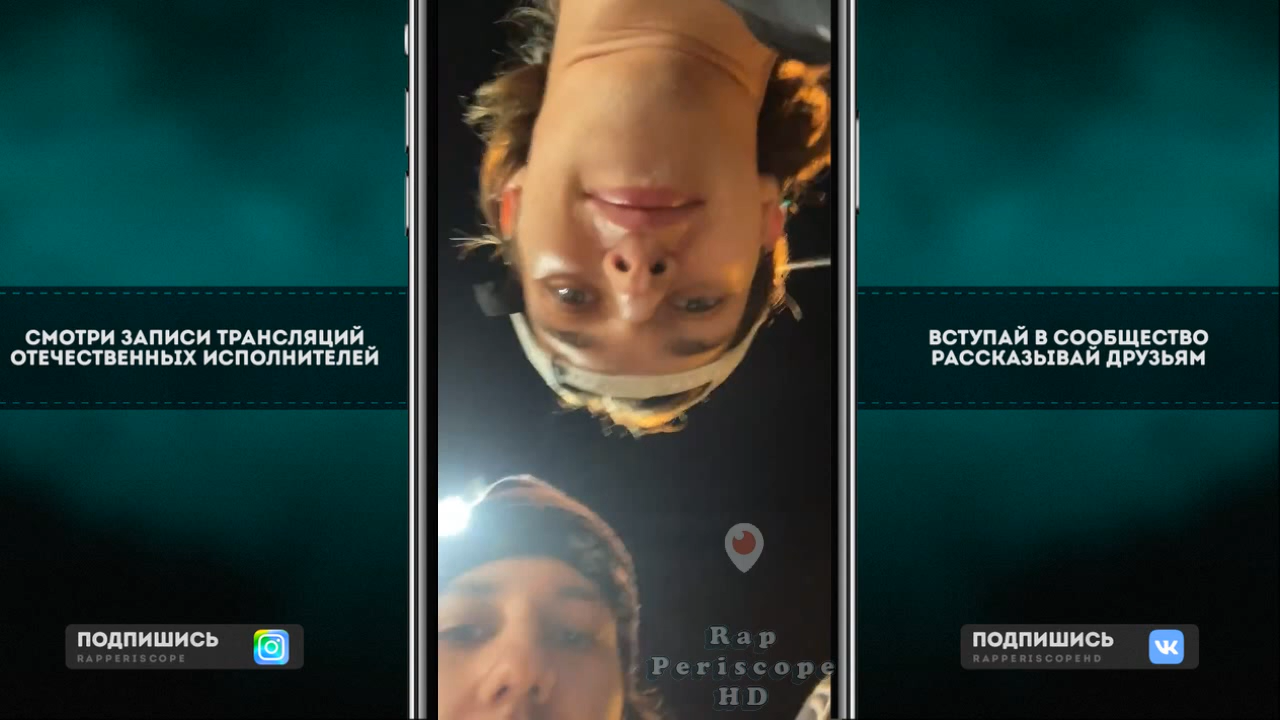 СМОТРИ ЗАПИСИ ТРАНСЛЯЦИЙ
ОТЕЧЕСТВЕННЫХ ИСПОЛНИТЕЛЕЙ
ВСТУПАЙ В СООБЩЕСТВО
РАССКАЗЫВАЙ ДРУЗЬЯМ
Rap
Periscope
HD
ПОДПИШИСЬ
RAPPERISCOPE
ПОДПИШИСЬ
RAPPERISCOPEHD